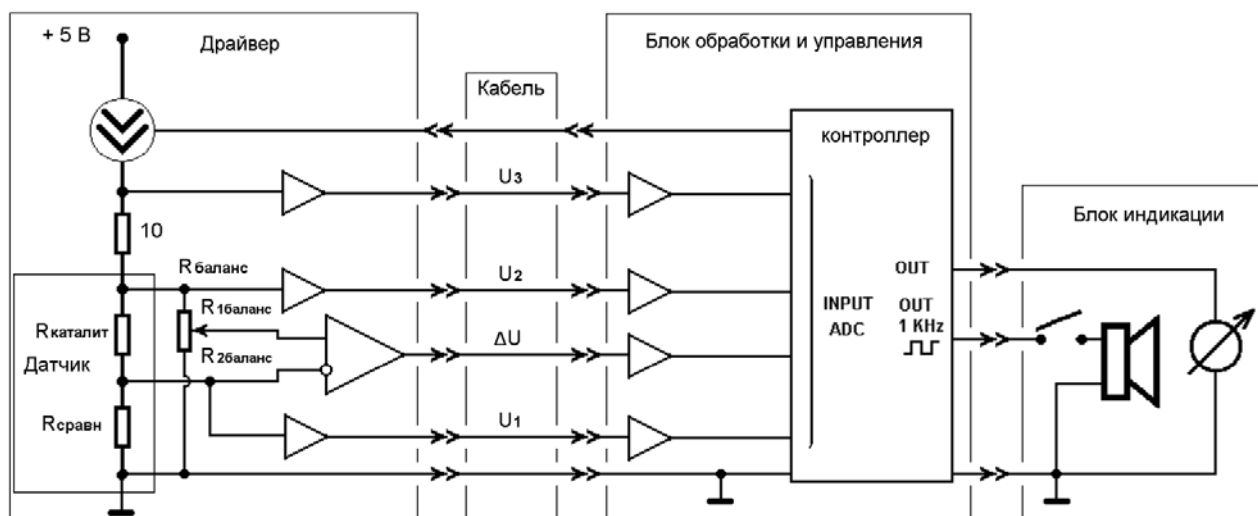 + 5 В
Драйвер
Кабель
Блок обработки и управления
контроллер
Блок индикации
U3
10
Rбаланс
U2
R1баланс
Rкаталит
Датчик
R2баланс
ΔU
Rсравн
U1
INPUT
ADC
OUT
OUT
1 KHz